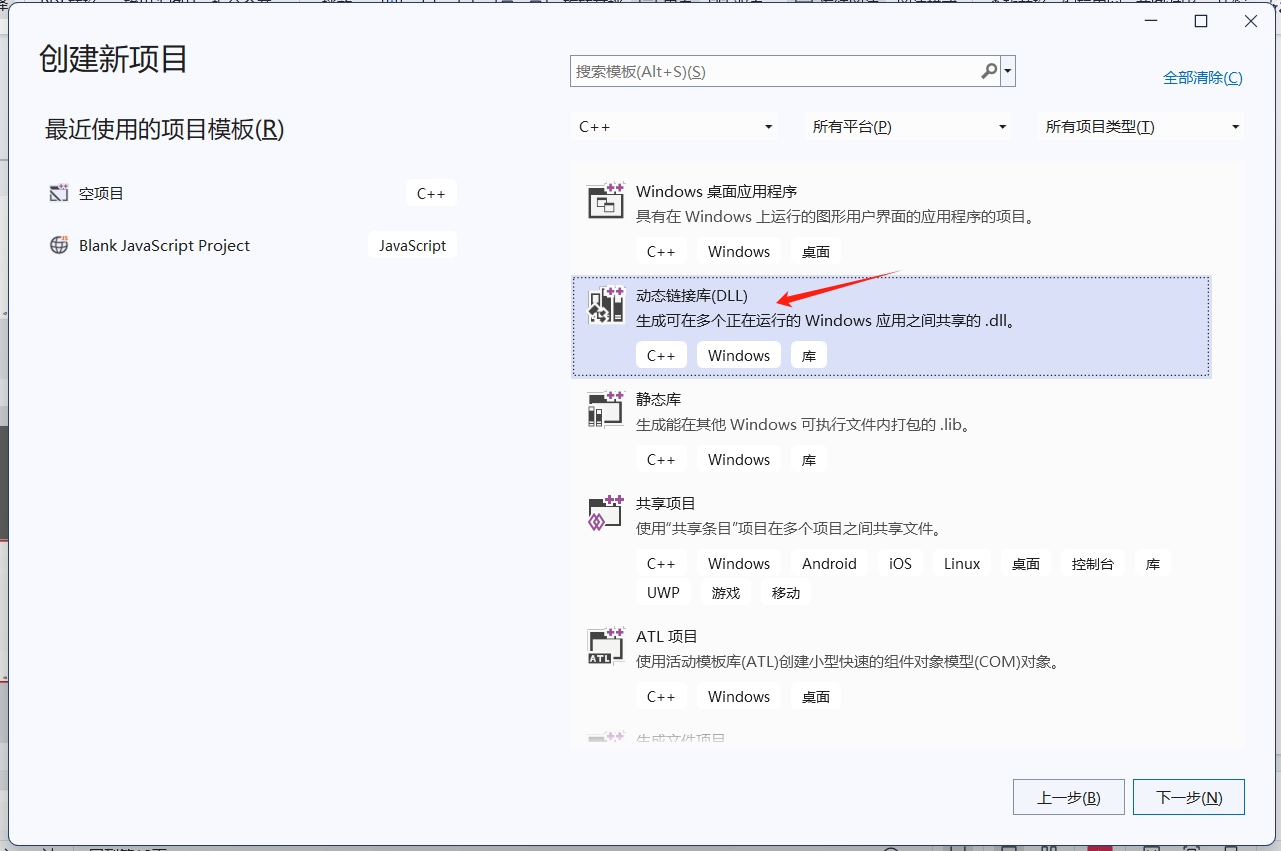 创建新项目
搜索模板(Alt+S)(S)
全部清除(C)
最近使用的项目模板(R)
C++
所有平台(P)
所有项目类型(T)
空项目
C++
Blank JavaScript Project
JavaScript
Windows 桌面应用程序
具有在 Windows 上运行的图形用户界面的应用程序的项目。
C++ Windows 桌面
动态链接库(DLL)
生成可在多个正在运行的 Windows 应用之间共享的 .dll。
C++ Windows 库
静态库
生成能在其他 Windows 可执行文件内打包的 .lib。
C++ Windows 库
共享项目
使用“共享条目”项目在多个项目之间共享文件。
C++ Windows Android iOS Linux 桌面 控制台 库
UWP 游戏 移动
ATL 项目
使用活动模板库(ATL)创建小型快速的组件对象模型(COM)对象。
C++ Windows 桌面
生成文件项目
上一步(B)
下一步(N)